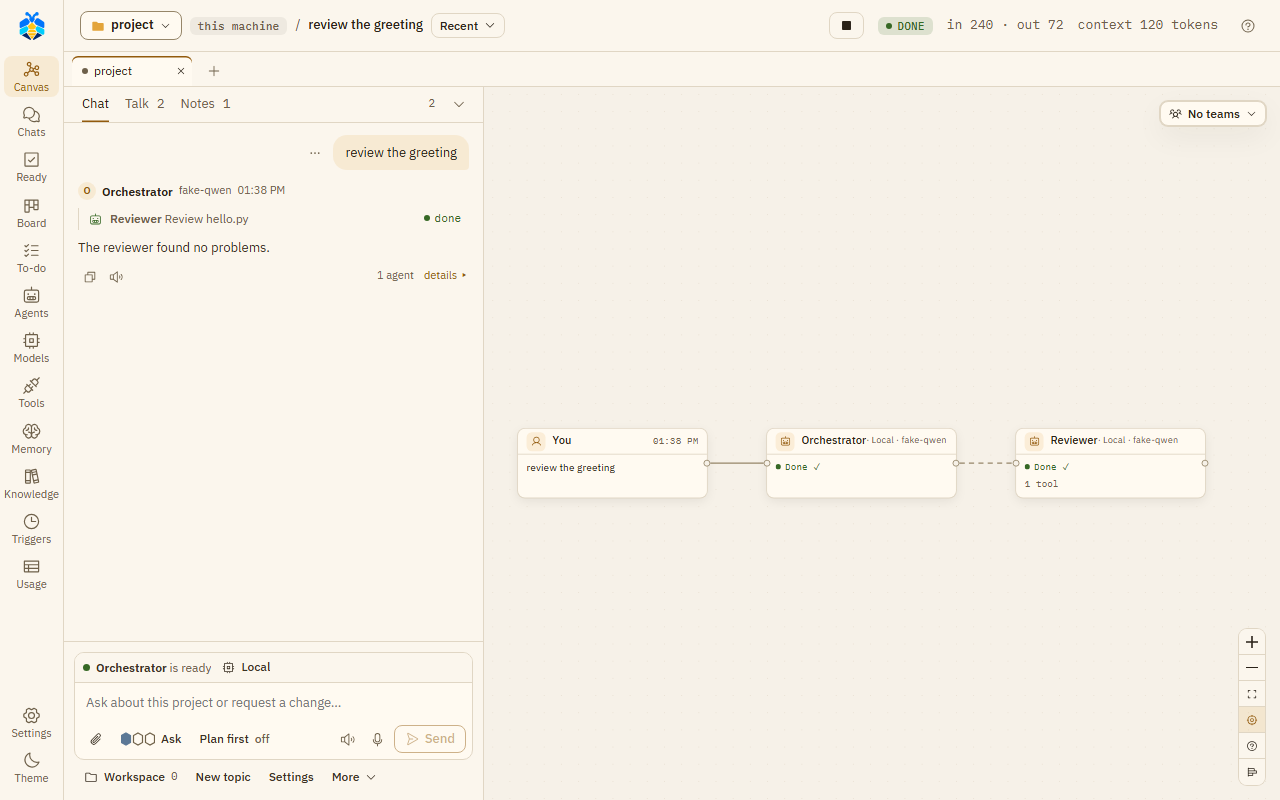 project
this machine
/
review the greeting
Recent
DONE
in 240 · out 72
context 120 tokens
project
Canvas
Chats
Ready
Board
To-do
Agents
Models
Tools
Memory
Knowledge
Triggers
Usage
Settings
Theme
Chat
Talk 2
Notes 1
2
review the greeting
O
Orchestrator fake-qwen 01:38 PM
Reviewer Review hello.py
done
The reviewer found no problems.
1 agent
details
Orchestrator is ready
Local
Ask about this project or request a change...
Ask
Plan first off
Send
Workspace 0
New topic
Settings
More
No teams
You
01:38 PM
review the greeting
Orchestrator · Local · fake-qwen
Done ✓
Reviewer · Local · fake-qwen
Done ✓
1 tool